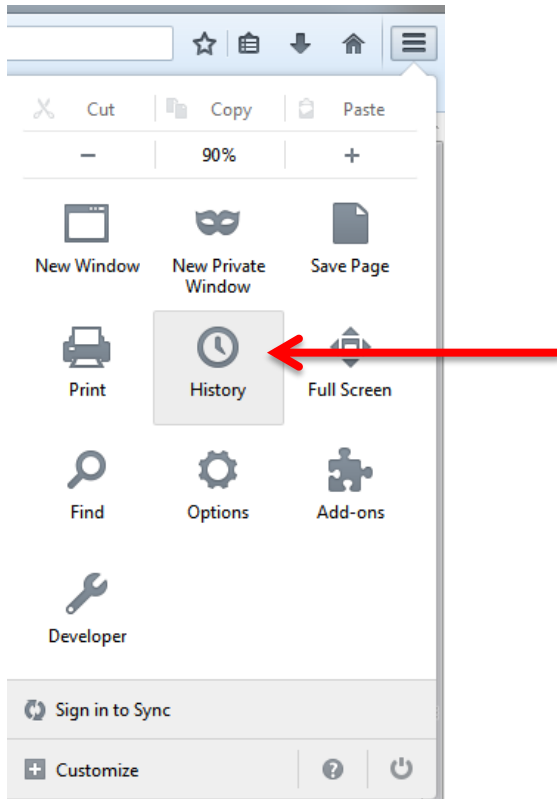 Cut Copy Paste
− 90% +
New Window New Private Window Save Page
Print History Full Screen
Find Options Add-ons
Developer
Sign in to Sync
Customize